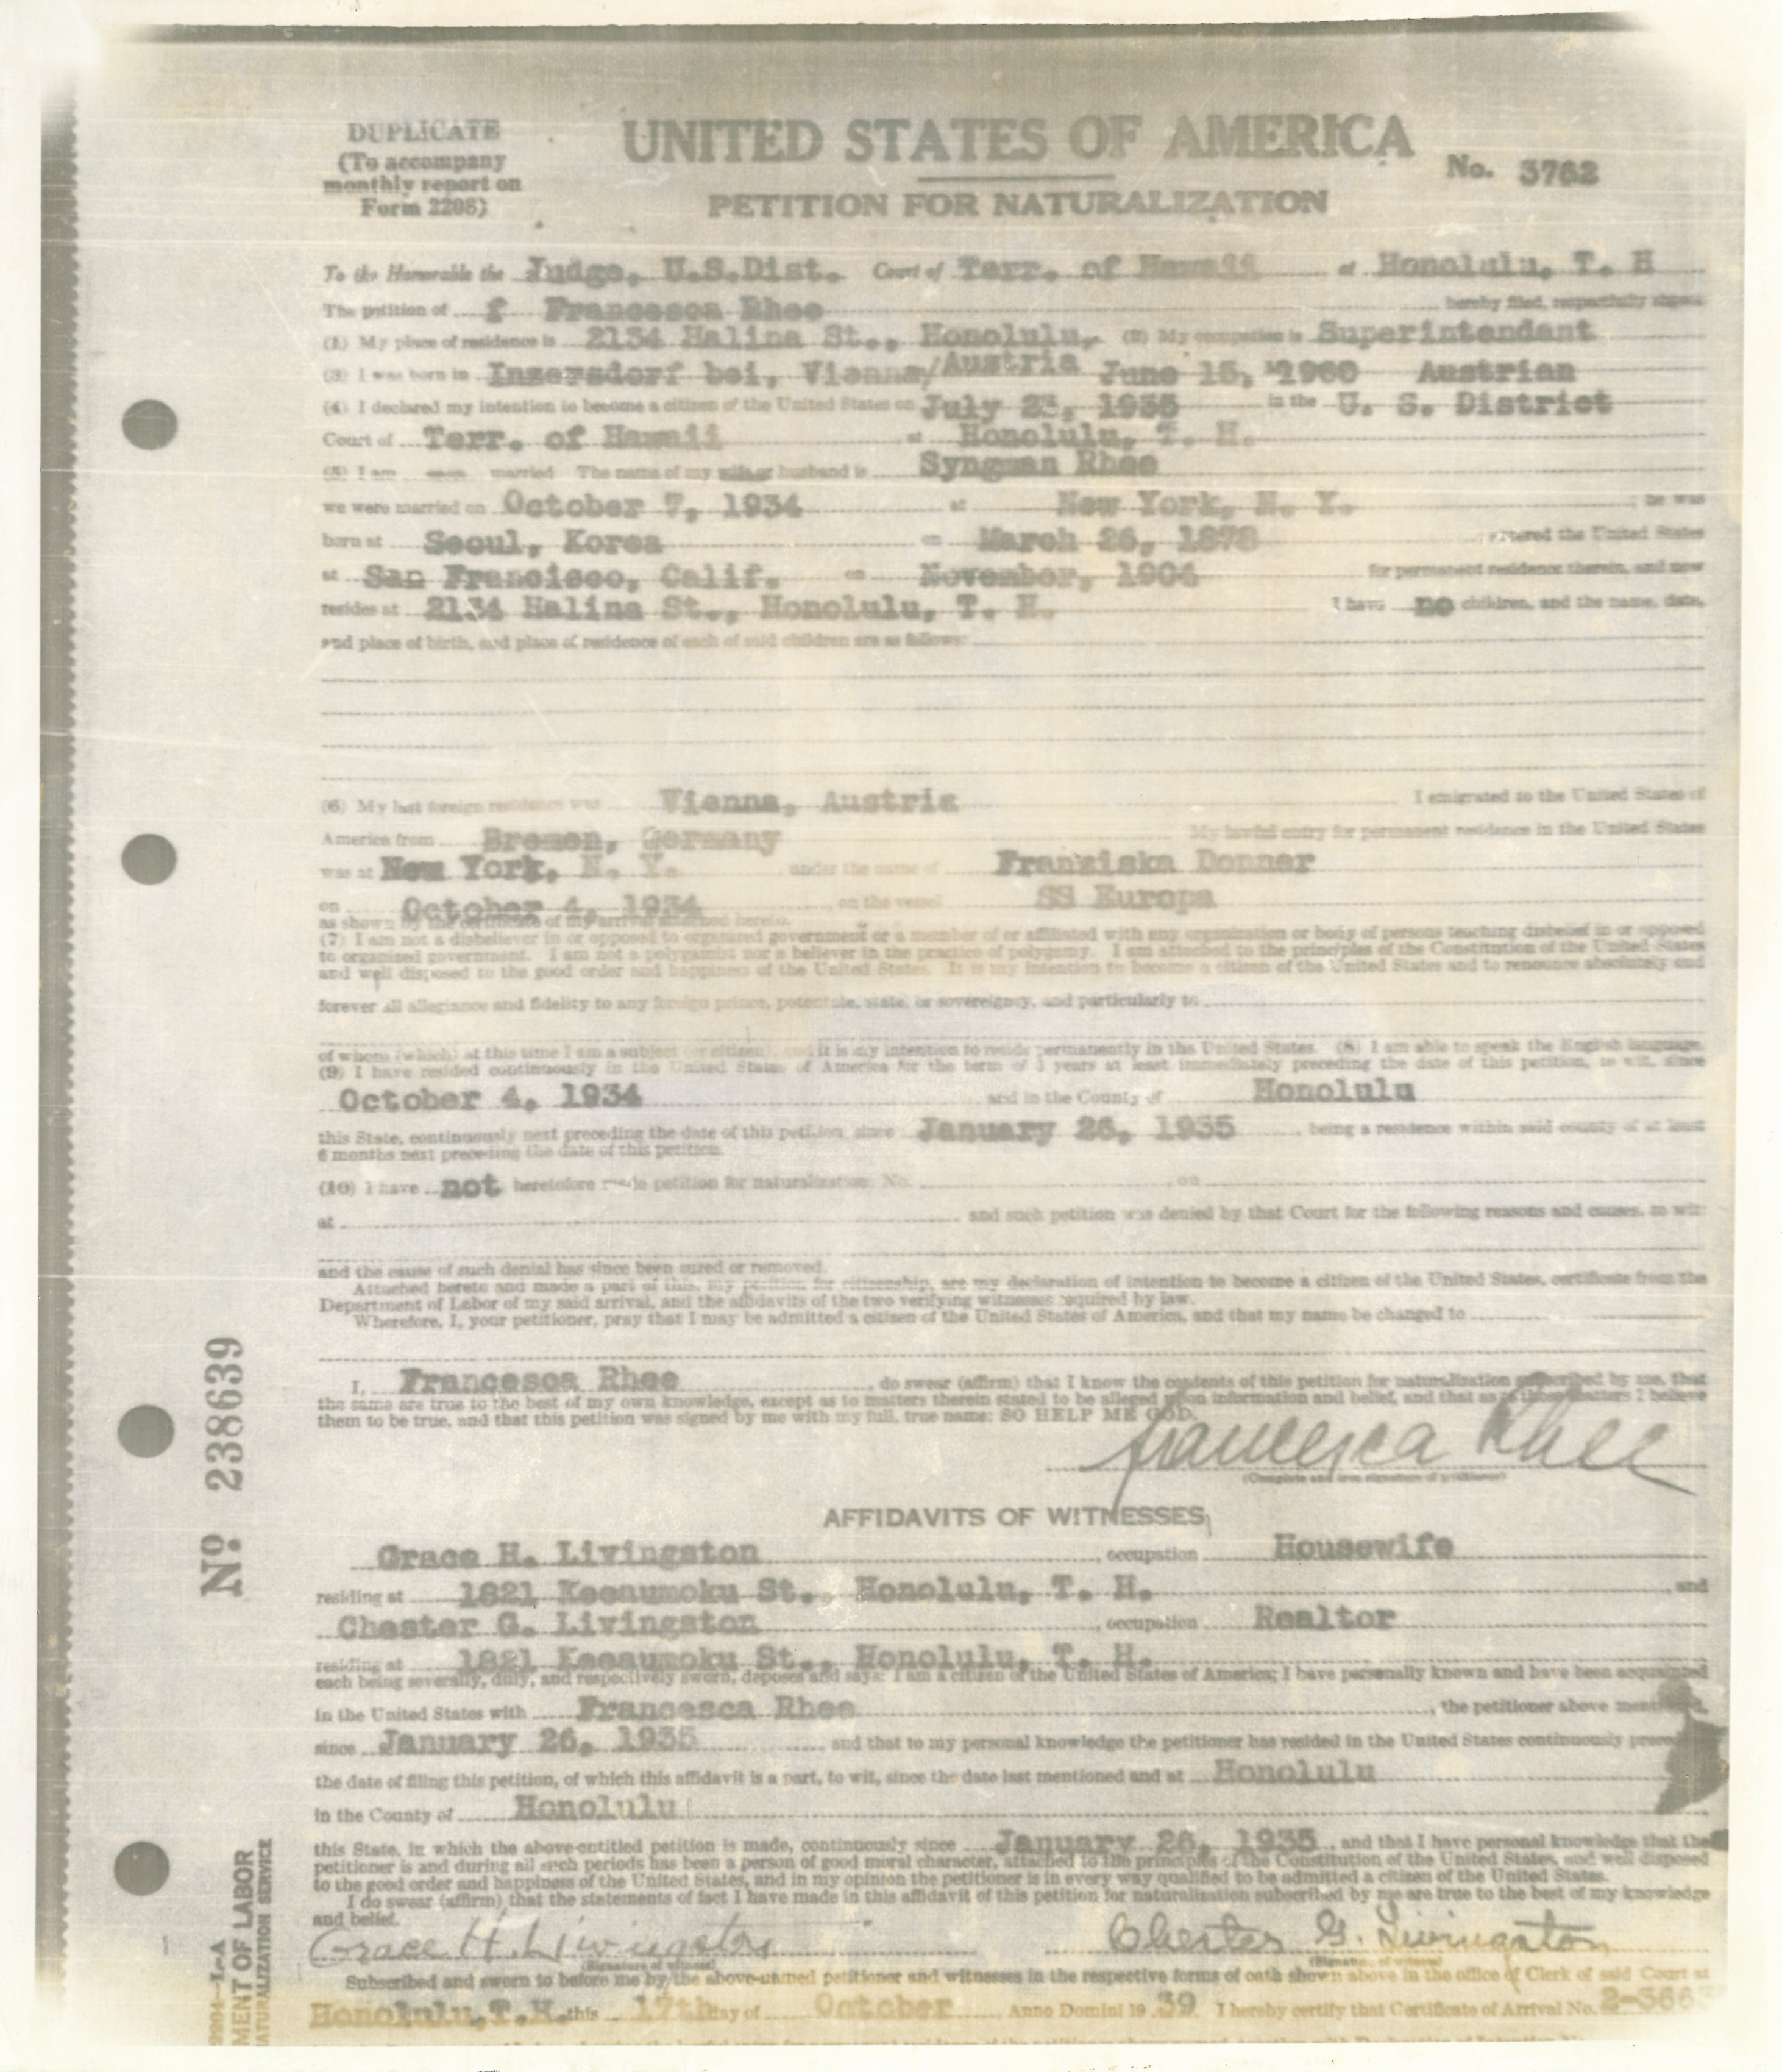 DUPLICATE
(To accompany
monthly report on
Form 2208)
UNITED STATES OF AMERICA
No. 3762
PETITION FOR NATURALIZATION
To the Honorable the Judge, U.S.Dist. Court of Terr. of Hawaii at Honolulu, T. H
The petition of f Francesca Rhee hereby filed, respectfully shows:
(1) My place of residence is 2134 Halina St., Honolulu, (2) My occupation is Superintendant
(3) I was born in Inzersdorf bei, Vienna/Austria June 15, 1900 Austrian
(4) I declared my intention to become a citizen of the United States on July 23, 1935 in the U. S. District
Court of Terr. of Hawaii at Honolulu, T. H.
(5) I am married The name of my wife or husband is Syngman Rhee
we were married on October 7, 1934 at New York, N. Y. ; he was
born at Seoul, Korea on March 26, 1878 entered the United States
at San Francisco, Calif. on November, 1904 for permanent residence therein, and now
resides at 2134 Halina St., Honolulu, T. H. I have no children, and the name, date,
and place of birth, and place of residence of each of said children are as follows:
(6) My last foreign residence was Vienna, Austria I emigrated to the United States of
America from Bremen, Germany My lawful entry for permanent residence in the United States
was at New York, N. Y. under the name of Franziska Donner
on October 4, 1934 on the vessel SS Europa
as shown by the certificate of my arrival attached hereto.
(7) I am not a disbeliever in or opposed to organized government or a member of or affiliated with any organization or body of persons teaching disbelief in or opposed
to organized government. I am not a polygamist nor a believer in the practice of polygamy. I am attached to the principles of the Constitution of the United States
and well disposed to the good order and happiness of the United States. It is my intention to become a citizen of the United States and to renounce absolutely and
forever all allegiance and fidelity to any foreign prince, potentate, state, or sovereignty, and particularly to
of whom (which) at this time I am a subject (or citizen), and it is my intention to reside permanently in the United States. (8) I am able to speak the English language.
(9) I have resided continuously in the United States of America for the term of years at least immediately preceding the date of this petition, to wit, since
October 4, 1934 and in the County of Honolulu
this State, continuously next preceding the date of this petition since January 26, 1935 being a residence within said county of at least
6 months next preceding the date of this petition.
(10) I have not heretofore made petition for naturalization: No. on
at and such petition was denied by that Court for the following reasons and causes, to wit:
and the cause of such denial has since been cured or removed.
Attached hereto and made a part of this, my petition for citizenship, are my declaration of intention to become a citizen of the United States, certificate from the
Department of Labor of my said arrival, and the affidavits of the two verifying witnesses required by law.
Wherefore, I, your petitioner, pray that I may be admitted a citizen of the United States of America, and that my name be changed to
I, Francesca Rhee, do swear (affirm) that I know the contents of this petition for naturalization subscribed by me, that
the same are true to the best of my own knowledge, except as to matters therein stated to be alleged upon information and belief, and that as to those matters I believe
them to be true, and that this petition was signed by me with my full, true name: SO HELP ME GOD.
Francesca Rhee
(Complete and true signature of petitioner)
AFFIDAVITS OF WITNESSES
Grace H. Livingston, occupation Housewife
residing at 1821 Keeaumoku St., Honolulu, T. H., and
Chester G. Livingston, occupation Realtor
residing at 1821 Keeaumoku St., Honolulu, T. H.
each being severally, duly, and respectively sworn, deposes and says: I am a citizen of the United States of America; I have personally known and have been acquainted
in the United States with Francesca Rhee, the petitioner above mentioned,
since January 26, 1935 and that to my personal knowledge the petitioner has resided in the United States continuously preceding
the date of filing this petition, of which this affidavit is a part, to wit, since the date last mentioned and at Honolulu
in the County of Honolulu
this State, in which the above-entitled petition is made, continuously since January 26, 1935, and that I have personal knowledge that the
petitioner is and during all such periods has been a person of good moral character, attached to the principles of the Constitution of the United States, and well disposed
to the good order and happiness of the United States, and in my opinion the petitioner is in every way qualified to be admitted a citizen of the United States.
I do swear (affirm) that the statements of fact I have made in this affidavit of this petition for naturalization subscribed by me are true to the best of my knowledge
and belief.
Grace H. Livingston Chester G. Livingston
(Signature of witness) (Signature of witness)
Subscribed and sworn to before me by the above-named petitioner and witnesses in the respective forms of oath shown above in the office of Clerk of said Court at
Honolulu, T.H. this 17th day of October Anno Domini 19 39 I hereby certify that Certificate of Arrival No. 2-366
No 238639
2204—L-A
MENT OF LABOR
ATURALIZATION SERVICE